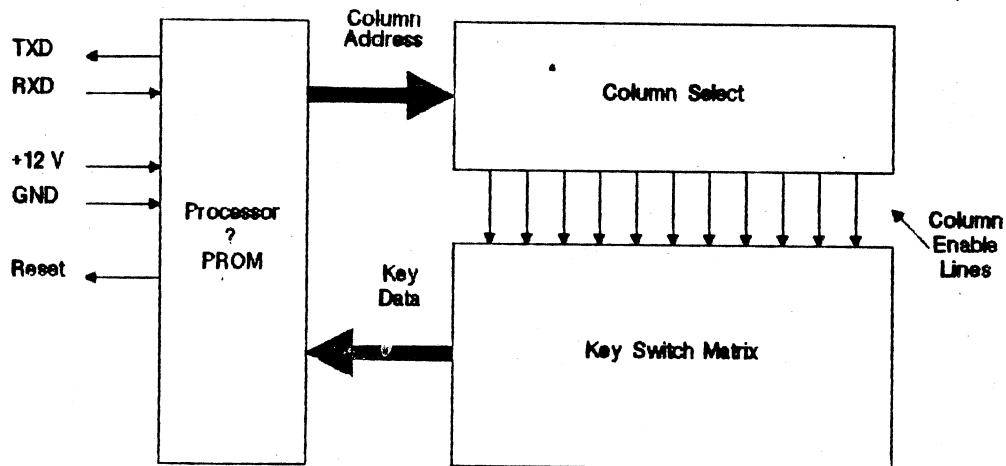 TXD
RXD
+12 V
GND
Reset
Processor
?
PROM
Column
Address
Column Select
Column
Enable
Lines
Key
Data
Key Switch Matrix